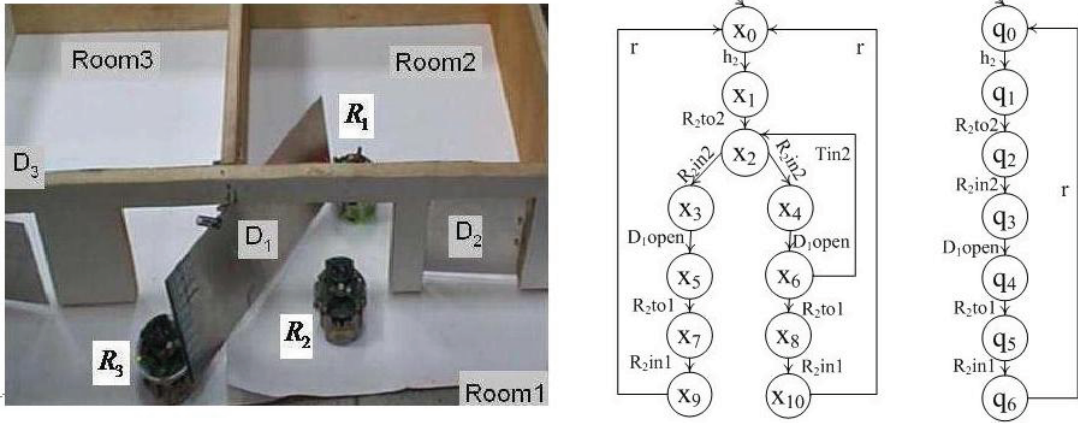 Room3
Room2
R₁
D₃
D₁
D₂
R₂
R₃
Room1
x₀
r
r
h₂
x₁
R₂to2
x₂
Tin2
R₂in2
R₂in2
x₃
x₄
D₁open
D₁open
x₅
x₆
R₂to1
R₂to1
x₇
x₈
R₂in1
R₂in1
x₉
x₁₀
q₀
h₂
q₁
R₂to2
q₂
R₂in2
r
q₃
D₁open
q₄
R₂to1
q₅
R₂in1
q₆